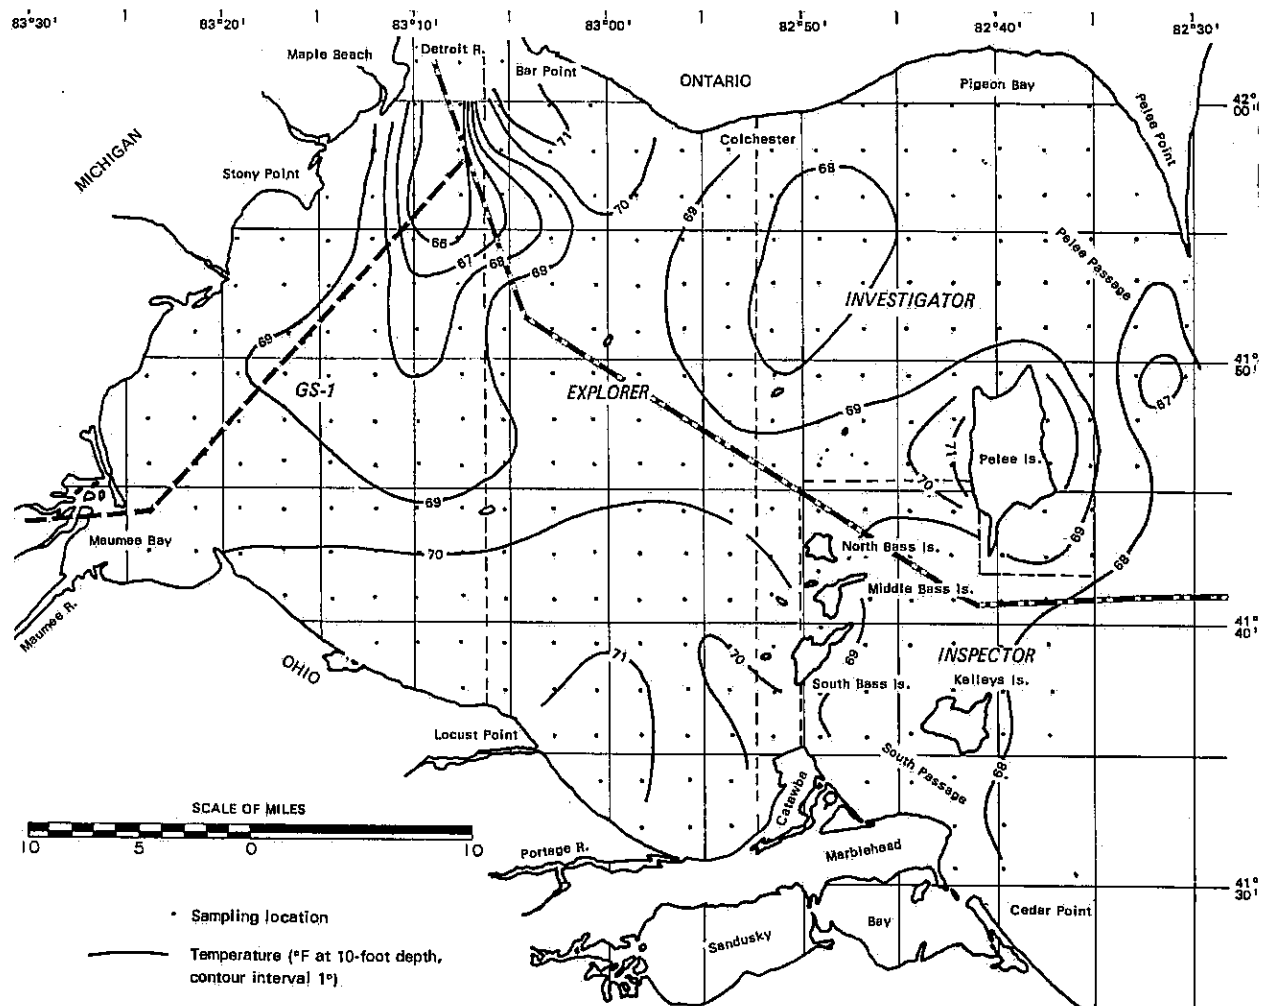 83°30'
83°20'
83°10'
83°00'
82°50'
82°40'
82°30'
Maple Beach
Detroit R.
Bar Point
ONTARIO
Pigeon Bay
42°
00'
MICHIGAN
Stony Point
71
Colchester
Pelee Point
68
70
69
66
67
68
69
Pelee Passage
INVESTIGATOR
69
41°
50'
GS-1
EXPLORER
69
67
71
Pelee Is.
70
69
Maumee Bay
70
North Bass Is.
69
68
Middle Bass Is.
Maumee R.
41°
40'
OHIO
71
70
69
INSPECTOR
South Bass Is.
Kelleys Is.
Locust Point
South Passage
68
SCALE OF MILES
10 5 0 10
Catawba
Portage R.
Marblehead
41°
30'
• Sampling location
Cedar Point
Sandusky
Bay
Temperature (°F at 10-foot depth,
contour interval 1°)